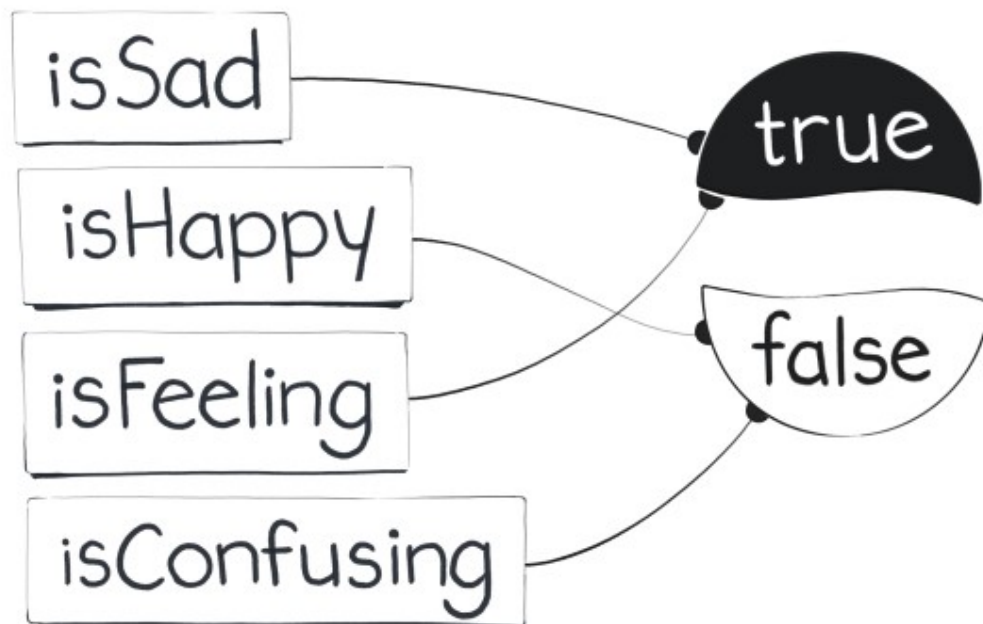 isSad
true
isHappy
isFeeling
false
isConfusing